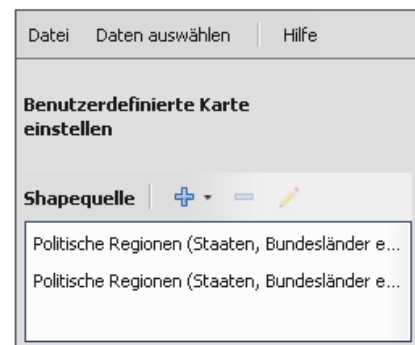 Datei Daten auswählen Hilfe
Benutzerdefinierte Karte
einstellen
Shapequelle
Politische Regionen (Staaten, Bundesländer e...
Politische Regionen (Staaten, Bundesländer e...